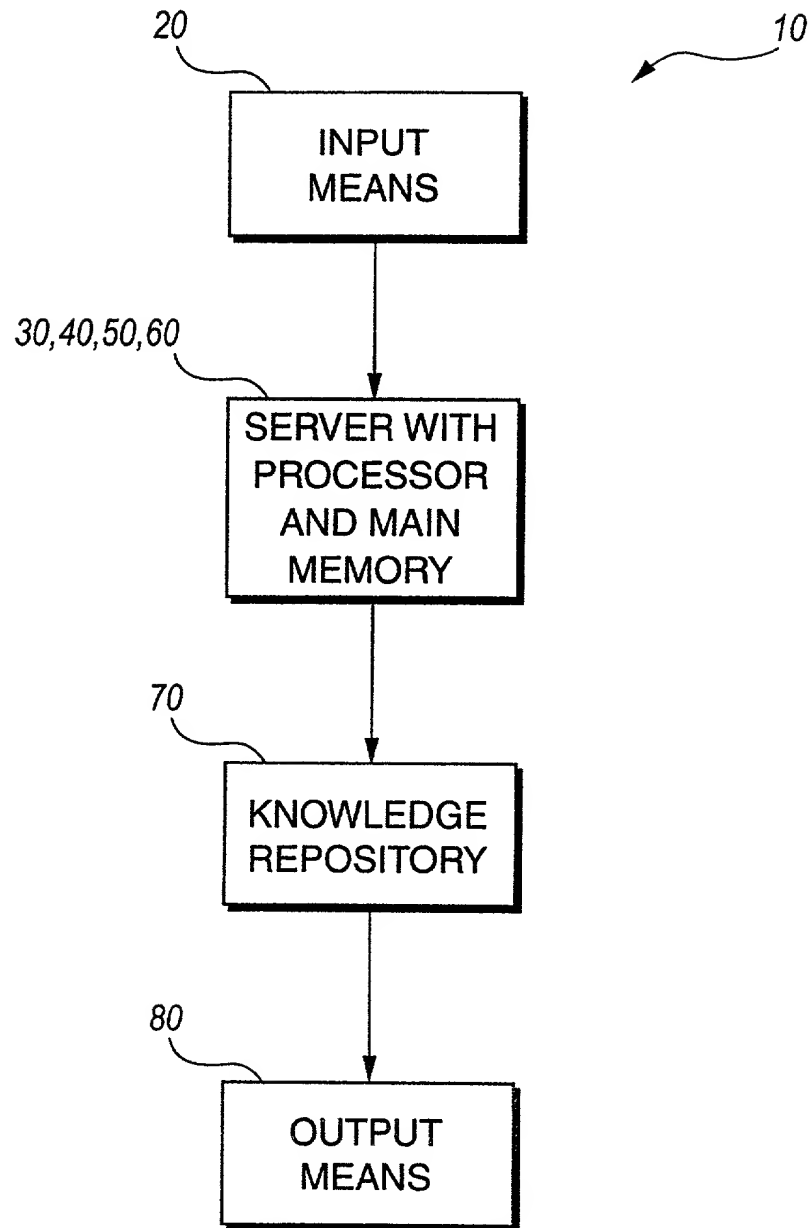 20
10
INPUT
MEANS
30,40,50,60
SERVER WITH
PROCESSOR
AND MAIN
MEMORY
70
KNOWLEDGE
REPOSITORY
80
OUTPUT
MEANS